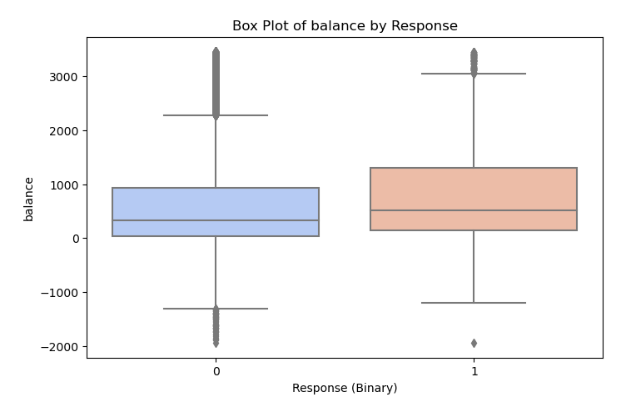 Box Plot of balance by Response
balance
3000
2000
1000
0
−1000
−2000
0 1
Response (Binary)